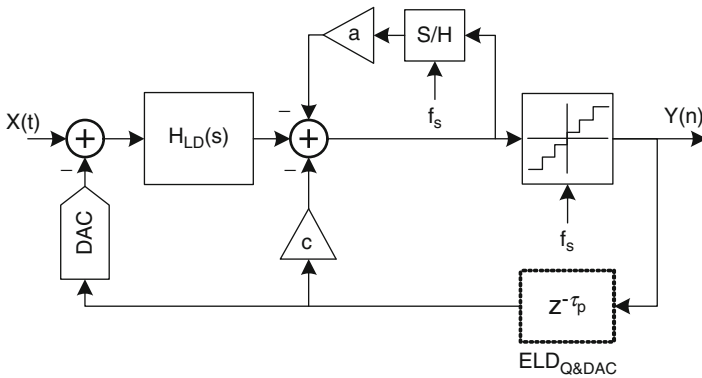 a
S/H
X(t)
H_LD(s)
f_s
Y(n)
DAC
c
f_s
z^-τp
ELD_Q&DAC